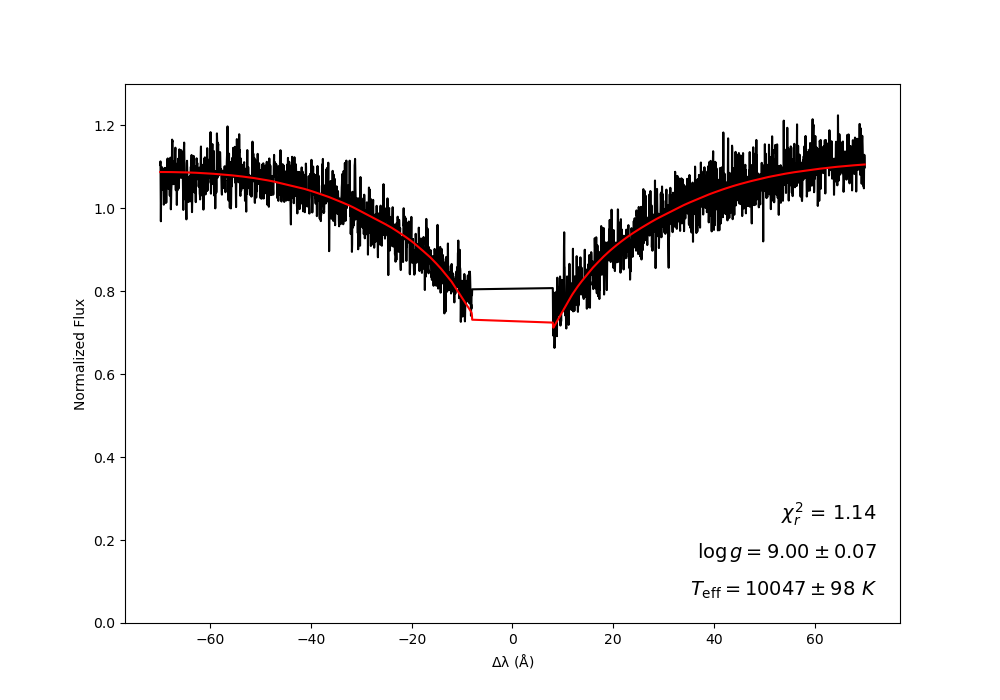 1.2
1.0
0.8
0.6
0.4
0.2
0.0
Normalized Flux
χ²ᵣ = 1.14
log g = 9.00 ± 0.07
T_eff = 10047 ± 98 K
−60 −40 −20 0 20 40 60
Δλ (Å)